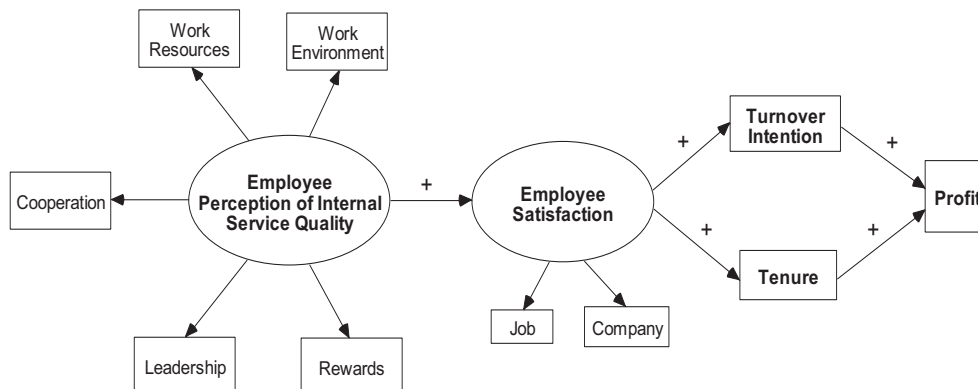 Work
Resources
Work
Environment
Cooperation
Employee
Perception of Internal
Service Quality
+
Employee
Satisfaction
+
+
Turnover
Intention
Tenure
+
+
Profit
Leadership
Rewards
Job
Company